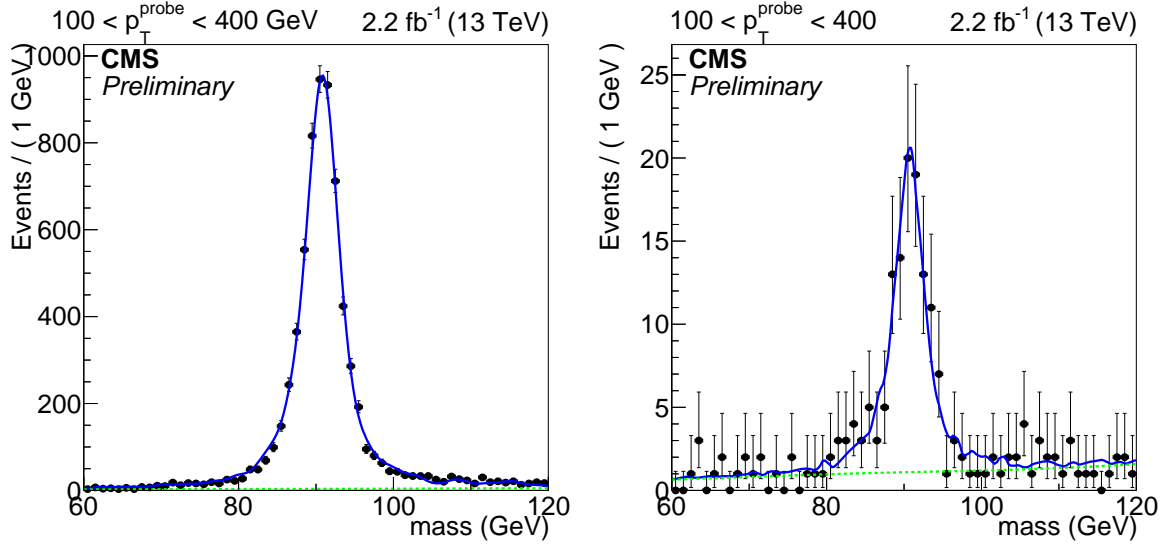 100 < p_T^probe < 400 GeV 2.2 fb⁻¹ (13 TeV)
CMS
Preliminary
Events / ( 1 GeV )
1000
800
600
400
200
0
60 80 100 120
mass (GeV)
100 < p_T^probe < 400 2.2 fb⁻¹ (13 TeV)
CMS
Preliminary
Events / ( 1 GeV )
25
20
15
10
5
0
60 80 100 120
mass (GeV)